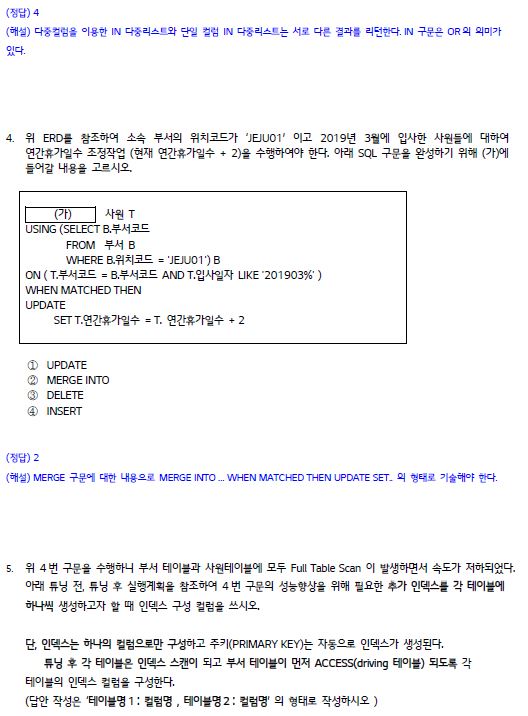 (정답) 4
(해설) 다중컬럼을 이용한 IN 다중리스트와 단일 컬럼 IN 다중리스트는 서로 다른 결과를 리턴한다. IN 구문은 OR의 의미가
있다.
4. 위 ERD를 참조하여 소속 부서의 위치코드가 ‘JEJU01’ 이고 2019년 3월에 입사한 사원들에 대하여
연간휴가일수 조정작업 (현재 연간휴가일수 + 2)을 수행하여야 한다. 아래 SQL 구문을 완성하기 위해 (가)에
들어갈 내용을 고르시오.
(가) 사원 T
USING (SELECT B.부서코드
FROM 부서 B
WHERE B.위치코드 = 'JEJU01') B
ON ( T.부서코드 = B.부서코드 AND T.입사일자 LIKE '201903%' )
WHEN MATCHED THEN
UPDATE
SET T.연간휴가일수 = T. 연간휴가일수 + 2
① UPDATE
② MERGE INTO
③ DELETE
④ INSERT
(정답) 2
(해설) MERGE 구문에 대한 내용으로 MERGE INTO ... WHEN MATCHED THEN UPDATE SET.. 의 형태로 기술해야 한다.
5. 위 4번 구문을 수행하니 부서 테이블과 사원테이블에 모두 Full Table Scan 이 발생하면서 속도가 저하되었다.
아래 튜닝 전, 튜닝 후 실행계획을 참조하여 4번 구문의 성능향상을 위해 필요한 추가 인덱스를 각 테이블에
하나씩 생성하고자 할 때 인덱스 구성 컬럼을 쓰시오.
단, 인덱스는 하나의 컬럼으로만 구성하고 주키(PRIMARY KEY)는 자동으로 인덱스가 생성된다.
튜닝 후 각 테이블은 인덱스 스캔이 되고 부서 테이블이 먼저 ACCESS(driving 테이블) 되도록 각
테이블의 인덱스 컬럼을 구성한다.
(답안 작성은 ‘테이블명1 : 컬럼명 , 테이블명2 : 컬럼명’ 의 형태로 작성하시오 )